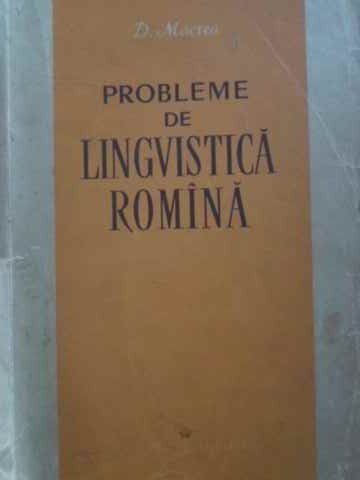 D. Macrea
PROBLEME
DE
LINGVISTICĂ
ROMÎNĂ